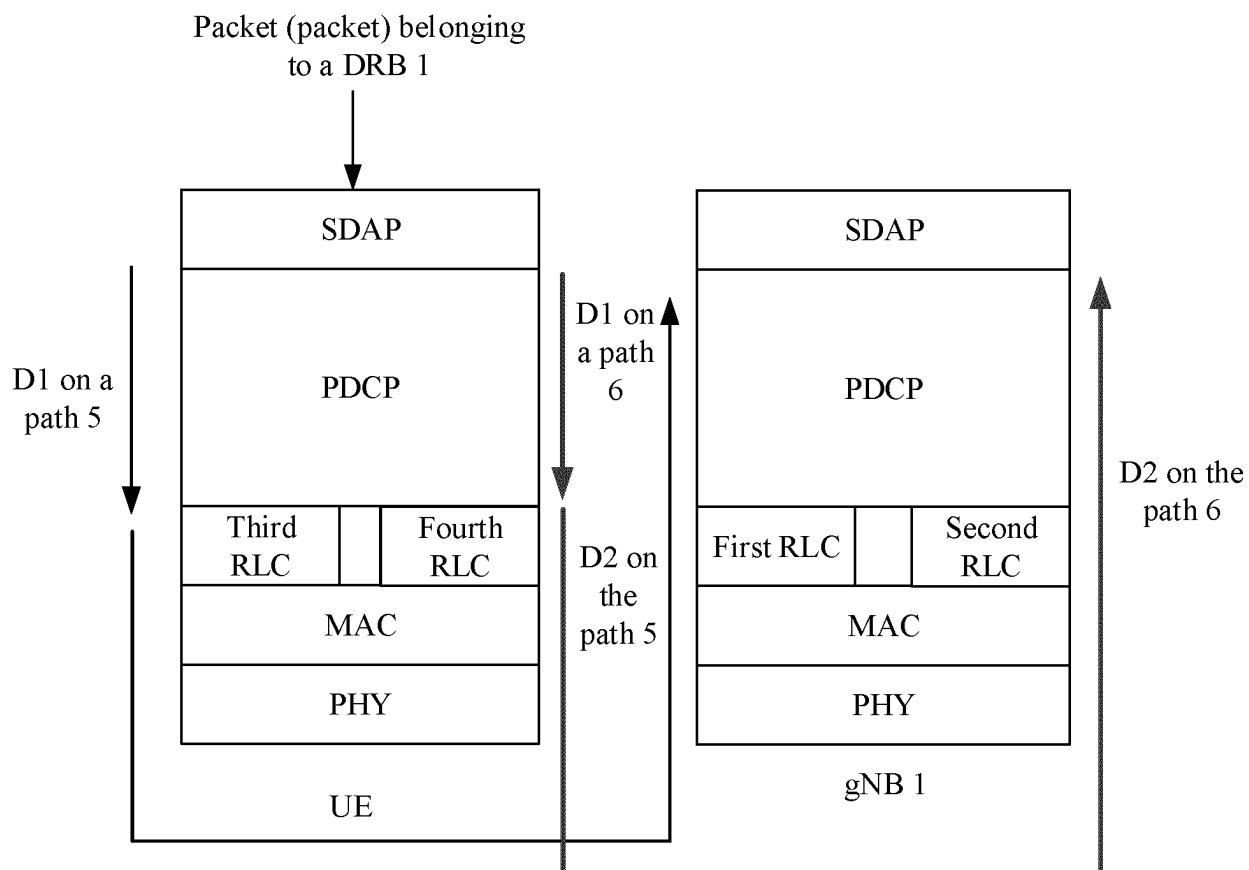 Packet (packet) belonging
to a DRB 1
SDAP
SDAP
D1 on a
path 5
PDCP
D1 on
a path
6
PDCP
D2 on the
path 6
Third
RLC
Fourth
RLC
D2 on
the
path 5
First RLC
Second
RLC
MAC
MAC
PHY
PHY
UE
gNB 1